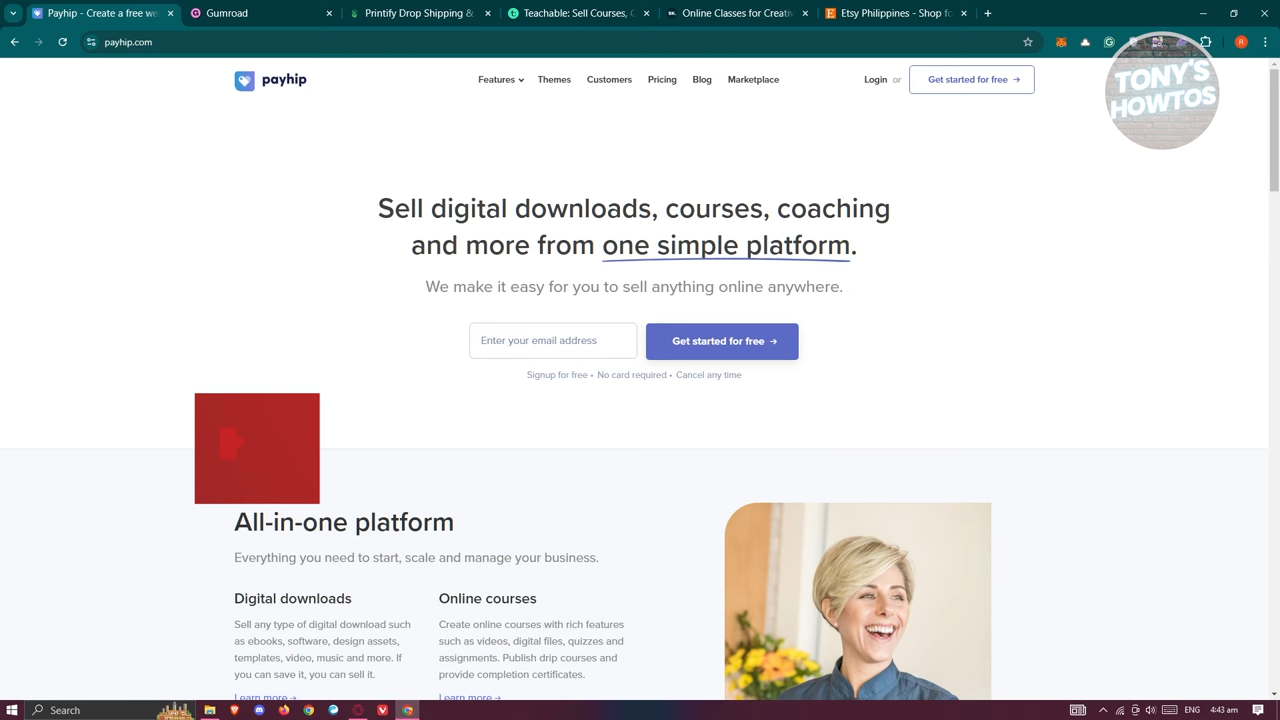 Payhip - Create a free we
Gumroad
Printify Drop Shipping &
Teachable: Sell Courses, C
Online Classes for Creativ
Etsy Philippines - Shop fo
payhip.com
payhip
Features
Themes
Customers
Pricing
Blog
Marketplace
Login or
Get started for free →
TONY'S
HOWTOS
Sell digital downloads, courses, coaching
and more from one simple platform.
We make it easy for you to sell anything online anywhere.
Enter your email address
Get started for free →
Signup for free • No card required • Cancel any time
All-in-one platform
Everything you need to start, scale and manage your business.
Digital downloads
Sell any type of digital download such
as ebooks, software, design assets,
templates, video, music and more. If
you can save it, you can sell it.
Learn more →
Online courses
Create online courses with rich features
such as videos, digital files, quizzes and
assignments. Publish drip courses and
provide completion certificates.
Learn more →
Search
ENG
4:43 am